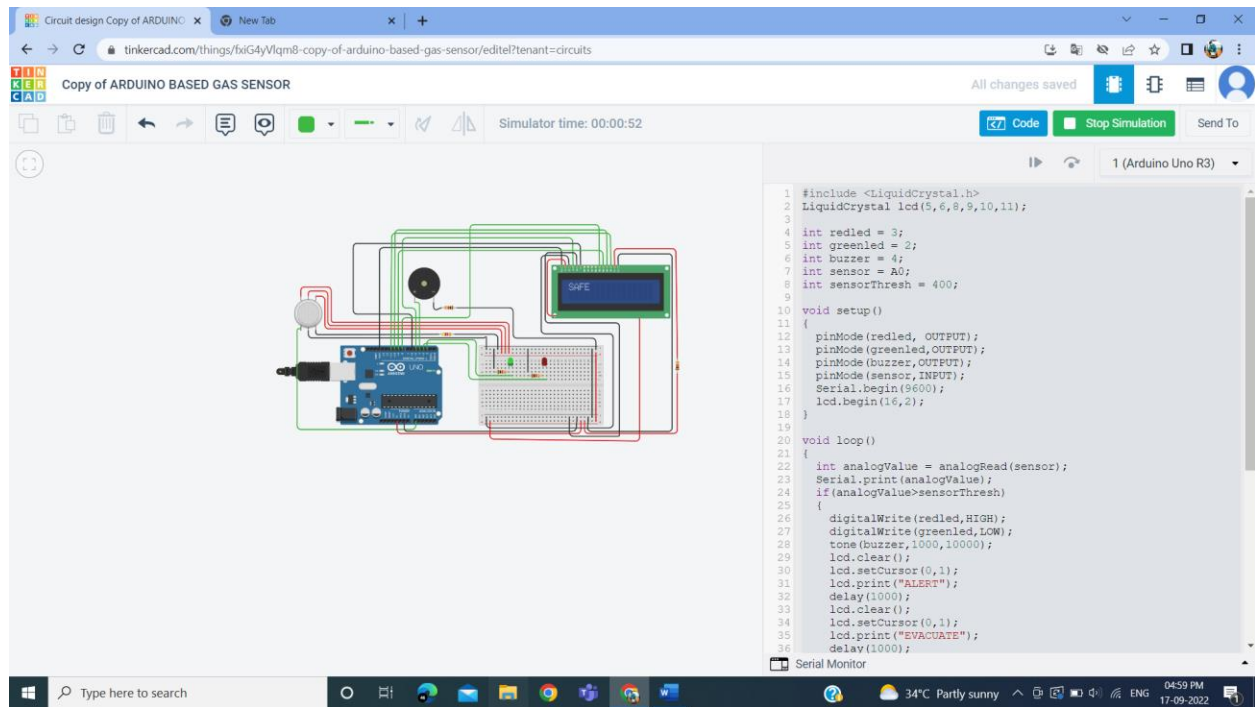 Circuit design Copy of ARDUINO
New Tab
tinkercad.com/things/fxiG4yVlqm8-copy-of-arduino-based-gas-sensor/editel?tenant=circuits
TIN
KER
CAD
Copy of ARDUINO BASED GAS SENSOR
All changes saved
Simulator time: 00:00:52
Code
Stop Simulation
Send To
1 (Arduino Uno R3)
SAFE
UNO
1 #include <LiquidCrystal.h>
2 LiquidCrystal lcd(5,6,8,9,10,11);
3
4 int redled = 3;
5 int greenled = 2;
6 int buzzer = 4;
7 int sensor = A0;
8 int sensorThresh = 400;
9
10 void setup()
11 {
12 pinMode(redled, OUTPUT);
13 pinMode(greenled,OUTPUT);
14 pinMode(buzzer,OUTPUT);
15 pinMode(sensor,INPUT);
16 Serial.begin(9600);
17 lcd.begin(16,2);
18 }
19
20 void loop()
21 {
22 int analogValue = analogRead(sensor);
23 Serial.print(analogValue);
24 if(analogValue>sensorThresh)
25 {
26 digitalWrite(redled,HIGH);
27 digitalWrite(greenled,LOW);
28 tone(buzzer,1000,10000);
29 lcd.clear();
30 lcd.setCursor(0,1);
31 lcd.print("ALERT");
32 delay(1000);
33 lcd.clear();
34 lcd.setCursor(0,1);
35 lcd.print("EVACUATE");
36 delay(1000);
Serial Monitor
Type here to search
34°C Partly sunny
ENG
04:59 PM
17-09-2022